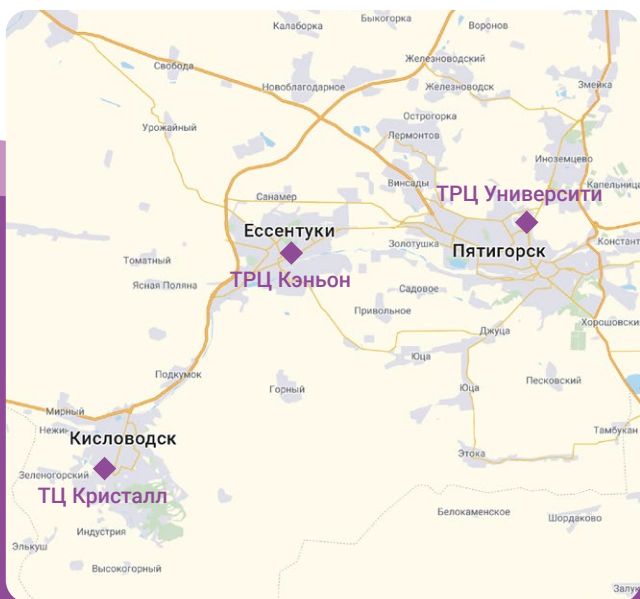 Быкогорка
Калаборка
Воронов
Свобода
Железноводский
Новоблагодарное
Железноводск
Змейка
Острогорка
Урожайный
Лермонтов
Иноземцево
Винсады
Капельница
ТРЦ Университи
Санамер
Ессентуки
Золотушка
Пятигорск
Констант
Томатный
ТРЦ Кэньон
Ясная Поляна
Садовое
Привольное
Хорошовски
Джуца
Юца
Подкумок
Горный
Юца
Песковский
Мирный
Нежин
Кисловодск
Тамбукан
Этока
Зеленогорский
ТЦ Кристалл
Белокаменское
Шордаково
Индустрия
Элькуш
Высокогорный
Залук